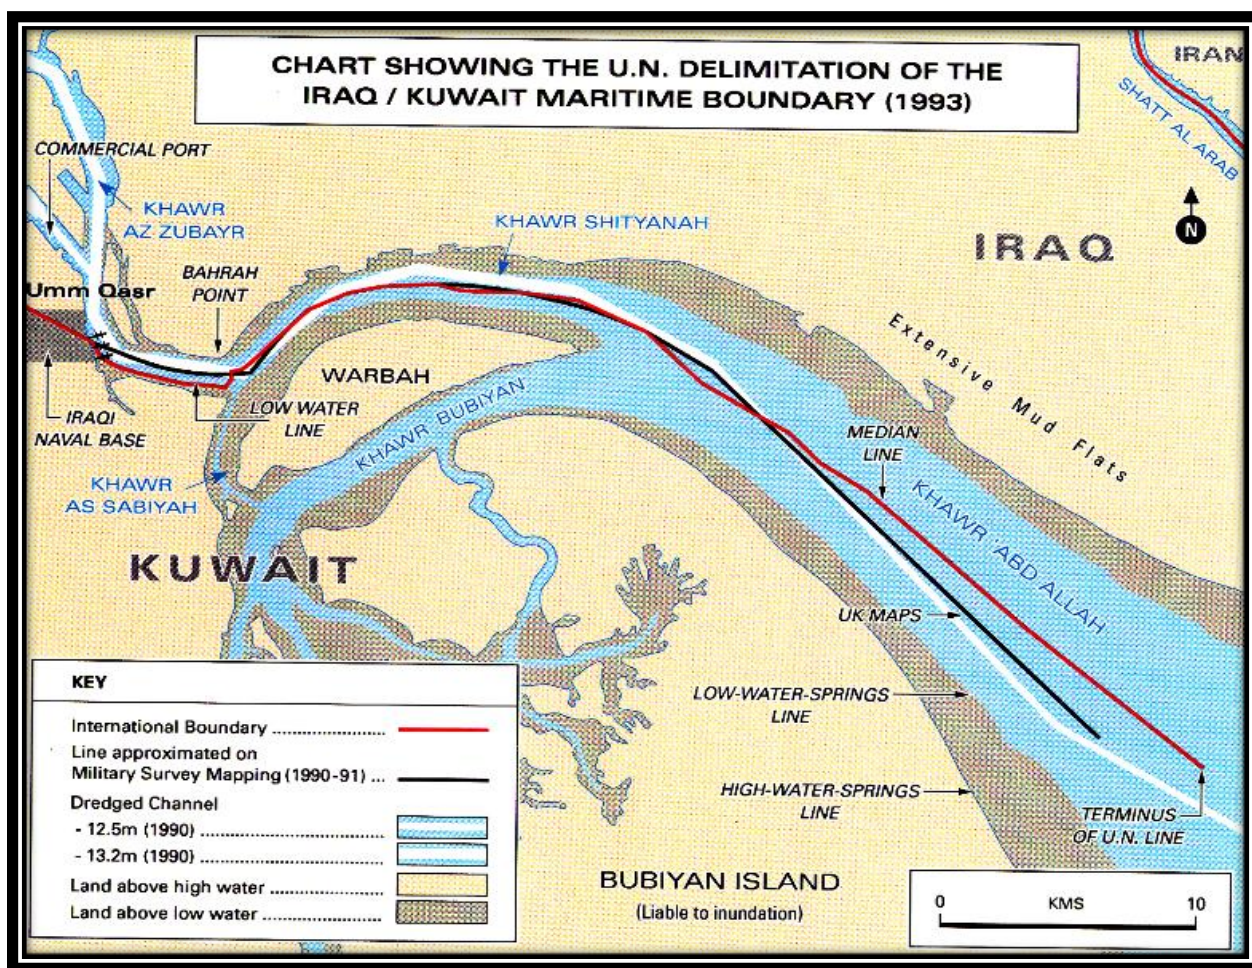 CHART SHOWING THE U.N. DELIMITATION OF THE
IRAQ / KUWAIT MARITIME BOUNDARY (1993)
IRAN
SHATT AL ARAB
COMMERCIAL PORT
KHAWR
AZ ZUBAYR
KHAWR SHITYANAH
N
IRAQ
BAHRAH
POINT
Umm Qasr
Extensive Mud Flats
WARBAH
IRAQI
NAVAL BASE
LOW WATER
LINE
KHAWR BUBIYAN
MEDIAN
LINE
KHAWR
AS SABIYAH
KHAWR 'ABD ALLAH
KUWAIT
UK MAPS
LOW-WATER-SPRINGS
LINE
HIGH-WATER-SPRINGS
LINE
TERMINUS
OF U.N. LINE
BUBIYAN ISLAND
(Liable to inundation)
KEY
International Boundary ....................
Line approximated on
Military Survey Mapping (1990-91) ...
Dredged Channel
- 12.5m (1990) .................................
- 13.2m (1990) .................................
Land above high water ....................
Land above low water .....................
0 KMS 10